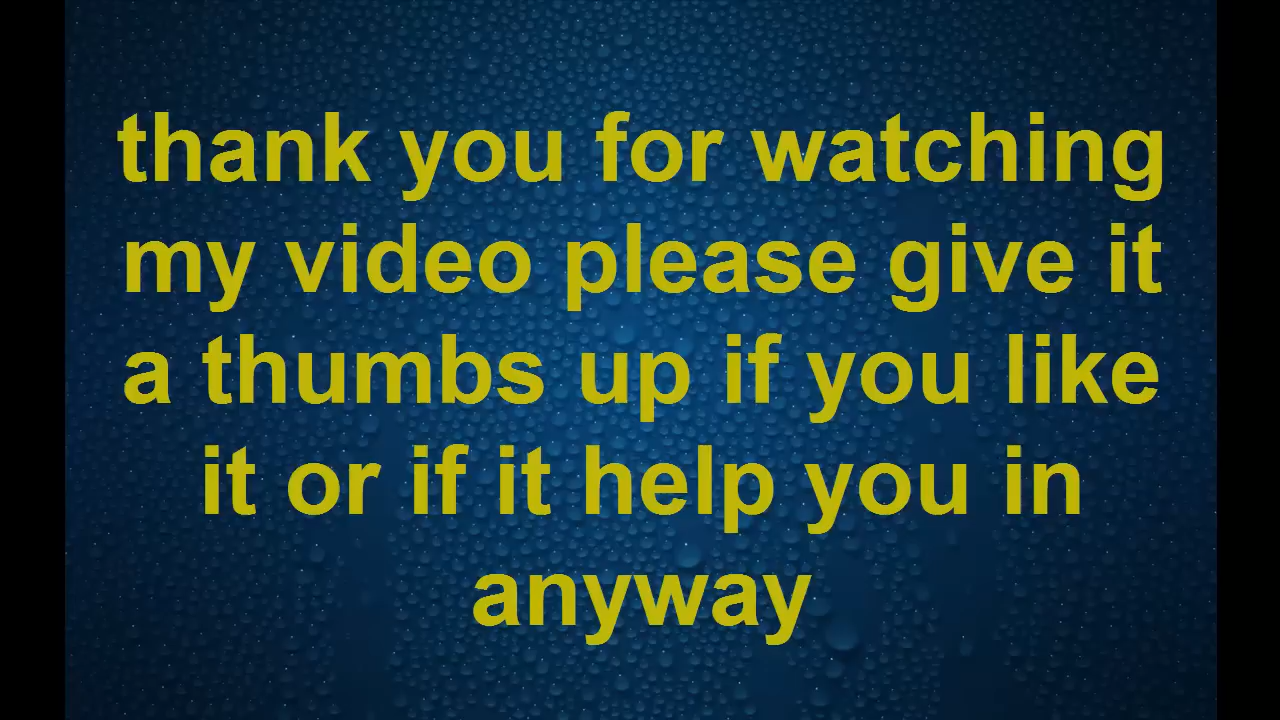 thank you for watching
my video please give it
a thumbs up if you like
it or if it help you in
anyway